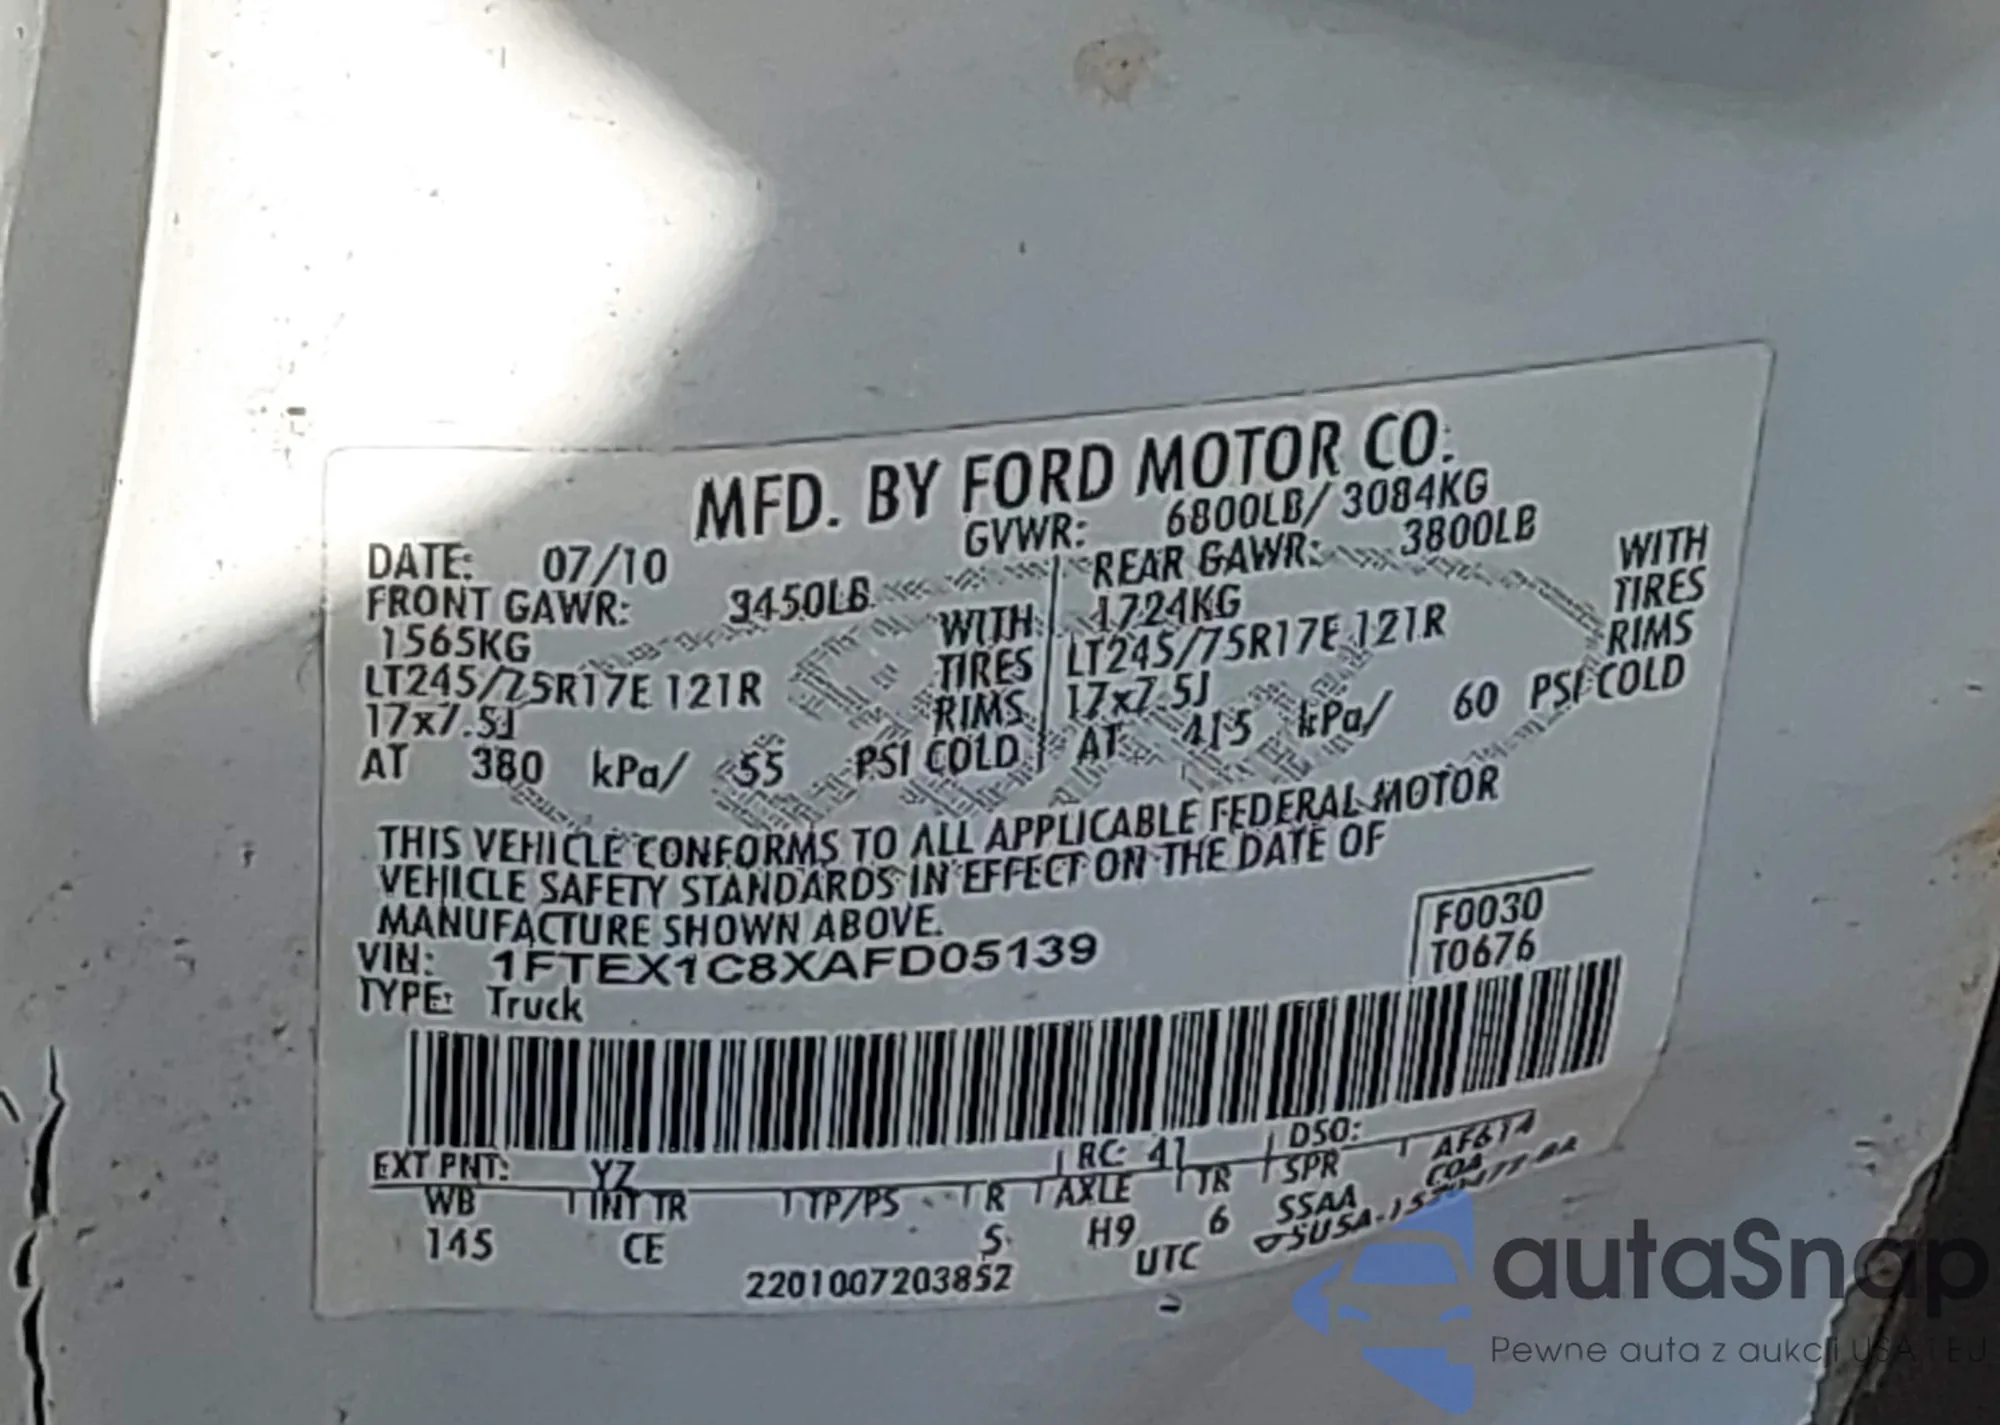 MFD. BY FORD MOTOR CO.
DATE: 07/10 GVWR: 6800LB/ 3084KG
FRONT GAWR: 3450LB REAR GAWR: 3800LB
1565KG WITH 1724KG WITH
LT245/75R17E 121R TIRES LT245/75R17E 121R TIRES
17x7.5J RIMS 17x7.5J RIMS
AT 380 kPa/ 55 PSI COLD AT 415 kPa/ 60 PSI COLD
THIS VEHICLE CONFORMS TO ALL APPLICABLE FEDERAL MOTOR
VEHICLE SAFETY STANDARDS IN EFFECT ON THE DATE OF
MANUFACTURE SHOWN ABOVE.
F0030
VIN: 1FTEX1C8XAFD05139
T0676
TYPE: Truck
EXT PNT: YZ RC: 41 DSO: AF614
WB INT TR TP/PS R AXLE TR SPR COA
145 CE S H9 6 SSAA
2201007203852 UTC
autaSnap
Pewne auta z aukcji USA i EU